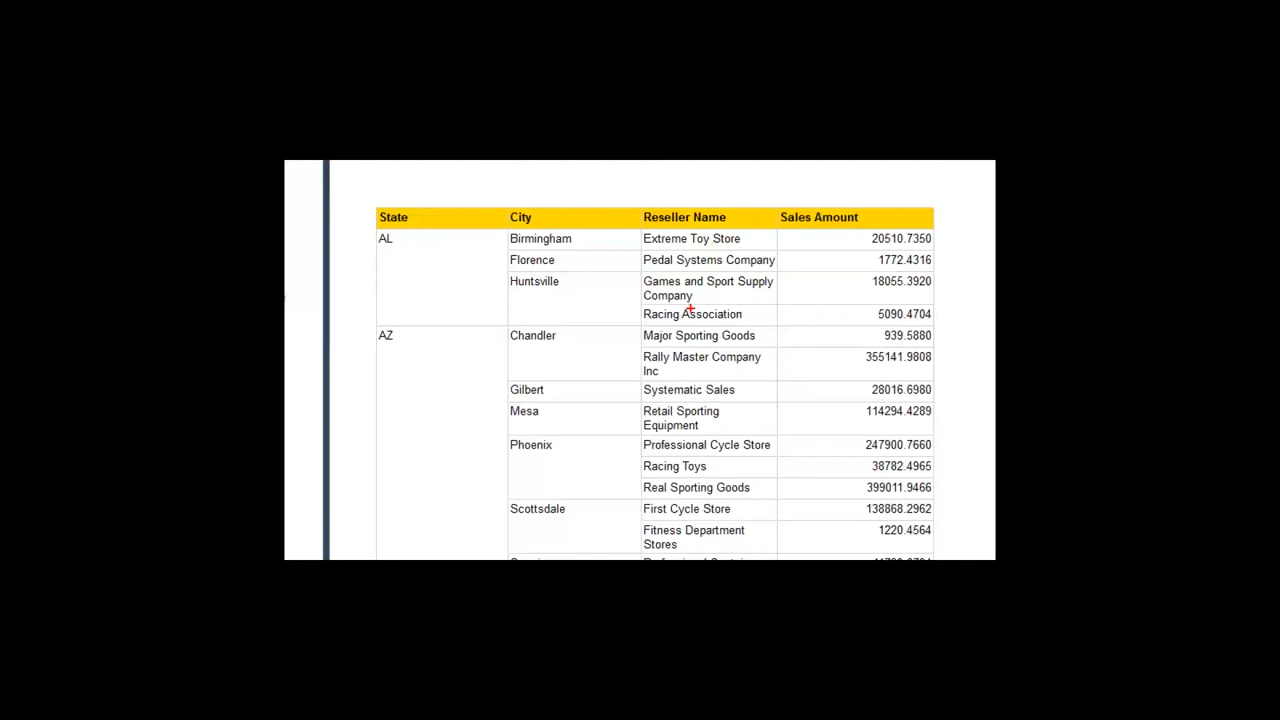 State City Reseller Name Sales Amount
AL Birmingham Extreme Toy Store 20510.7350
Florence Pedal Systems Company 1772.4316
Huntsville Games and Sport Supply 18055.3920
Company
Racing Association 5090.4704
AZ Chandler Major Sporting Goods 939.5880
Rally Master Company 355141.9808
Inc
Gilbert Systematic Sales 28016.6980
Mesa Retail Sporting 114294.4289
Equipment
Phoenix Professional Cycle Store 247900.7660
Racing Toys 38782.4965
Real Sporting Goods 399011.9466
Scottsdale First Cycle Store 138868.2962
Fitness Department 1220.4564
Stores